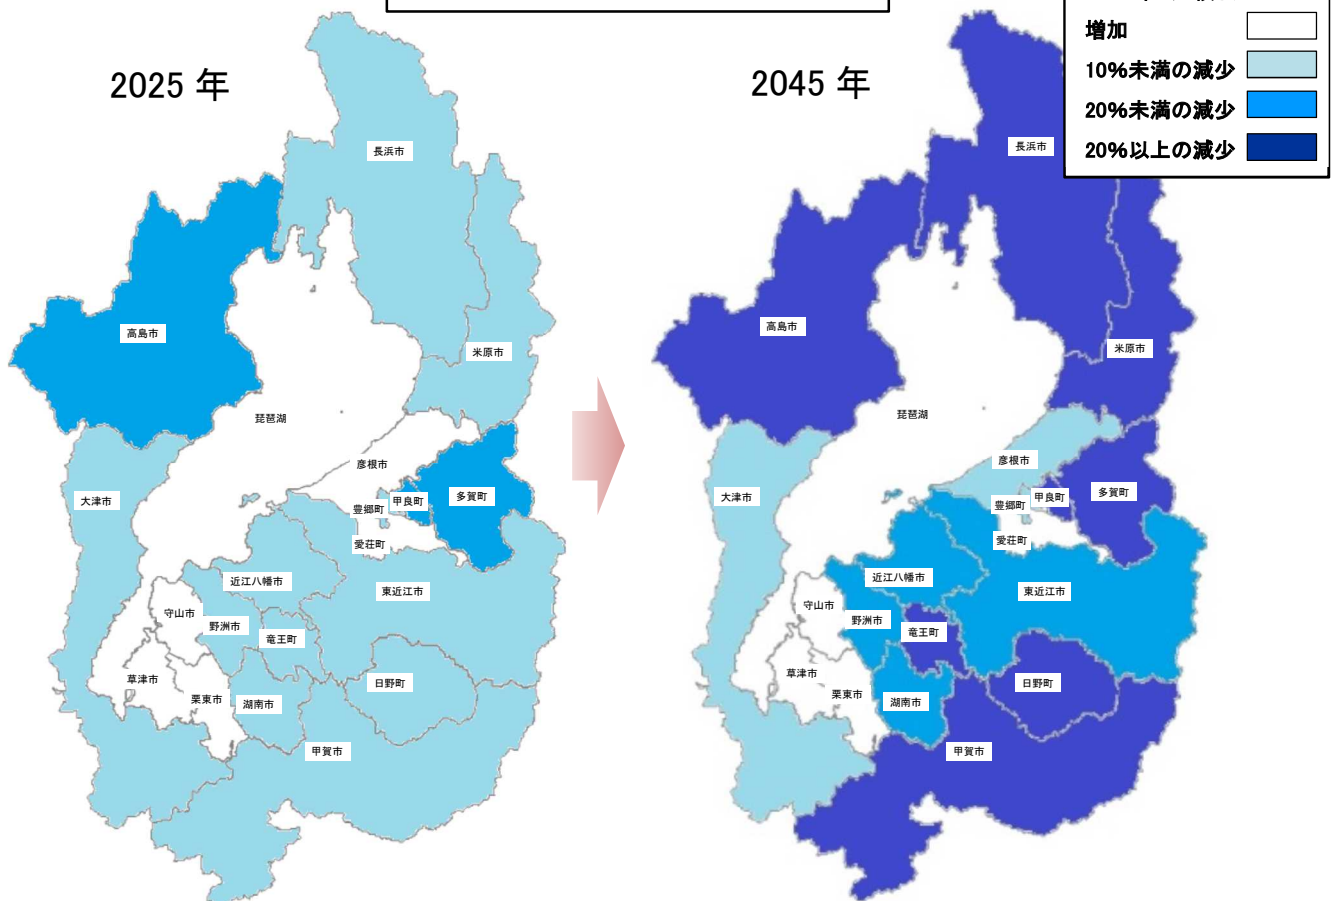 2025 年
長浜市
高島市
米原市
琵琶湖
彦根市
大津市
甲良町
多賀町
豊郷町
愛荘町
近江八幡市
東近江市
守山市
野洲市
竜王町
草津市
栗東市
湖南市
日野町
甲賀市
2045 年
長浜市
高島市
米原市
琵琶湖
彦根市
大津市
甲良町
多賀町
豊郷町
愛荘町
近江八幡市
東近江市
守山市
野洲市
竜王町
草津市
栗東市
湖南市
日野町
甲賀市
増加
10%未満の減少
20%未満の減少
20%以上の減少